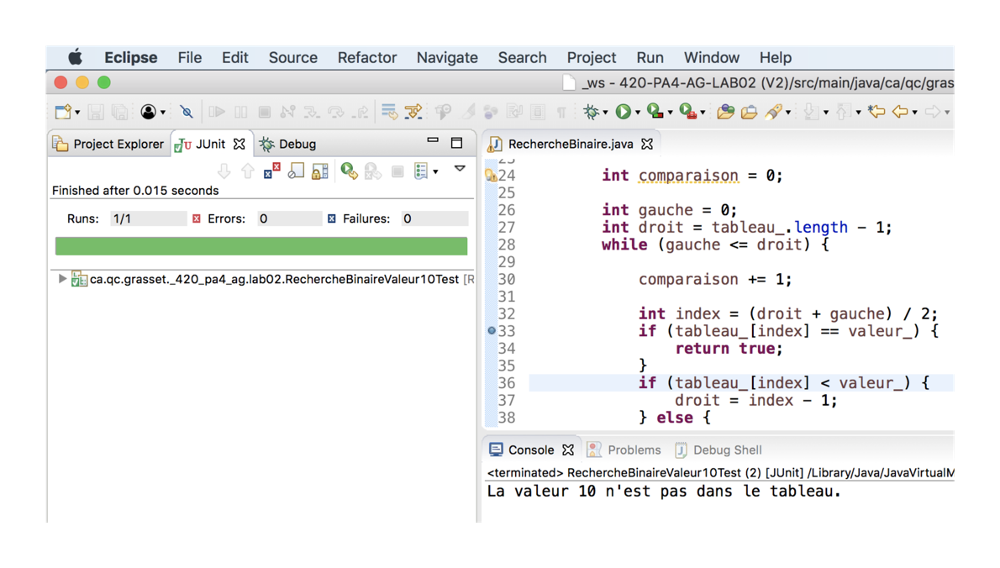 Eclipse File Edit Source Refactor Navigate Search Project Run Window Help
_ws - 420-PA4-AG-LAB02 (V2)/src/main/java/ca/qc/gras
Project Explorer JUnit Debug
Finished after 0.015 seconds
Runs: 1/1 Errors: 0 Failures: 0
ca.qc.grasset._420_pa4_ag.lab02.RechercheBinaireValeur10Test [R
RechercheBinaire.java
23
24 int comparaison = 0;
25
26 int gauche = 0;
27 int droit = tableau_.length - 1;
28 while (gauche <= droit) {
29
30 comparaison += 1;
31
32 int index = (droit + gauche) / 2;
33 if (tableau_[index] == valeur_) {
34 return true;
35 }
36 if (tableau_[index] < valeur_) {
37 droit = index - 1;
38 } else {
Console Problems Debug Shell
<terminated> RechercheBinaireValeur10Test (2) [JUnit] /Library/Java/JavaVirtualM
La valeur 10 n'est pas dans le tableau.